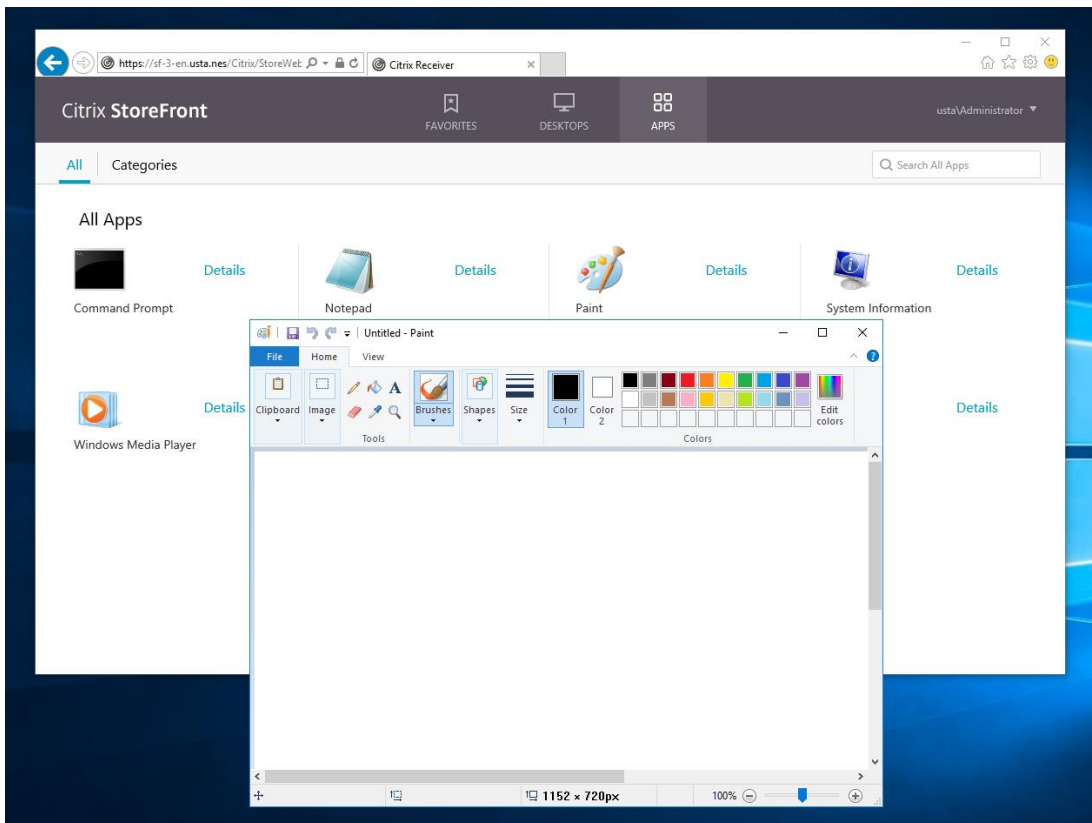 https://sf-3-en.usta.nes/Citrix/StoreWeb
Citrix Receiver
Citrix StoreFront
FAVORITES
DESKTOPS
APPS
usta\Administrator
All
Categories
Search All Apps
All Apps
Details
Details
Details
Details
Command Prompt
Notepad
Paint
System Information
Untitled - Paint
File
Home
View
Clipboard
Image
Brushes
Shapes
Size
Color 1
Color 2
Edit colors
Tools
Colors
Details
Details
Windows Media Player
1152 × 720px
100%